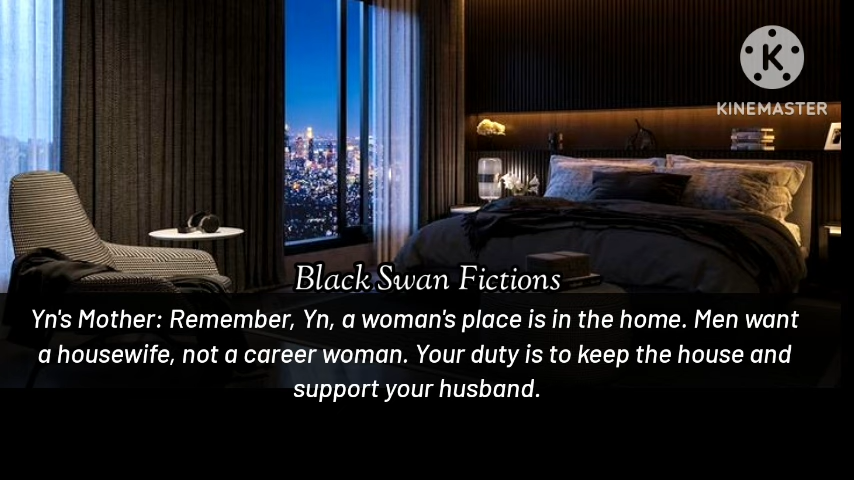 KINEMASTER
Black Swan Fictions
Yn's Mother: Remember, Yn, a woman's place is in the home. Men want
a housewife, not a career woman. Your duty is to keep the house and
support your husband.